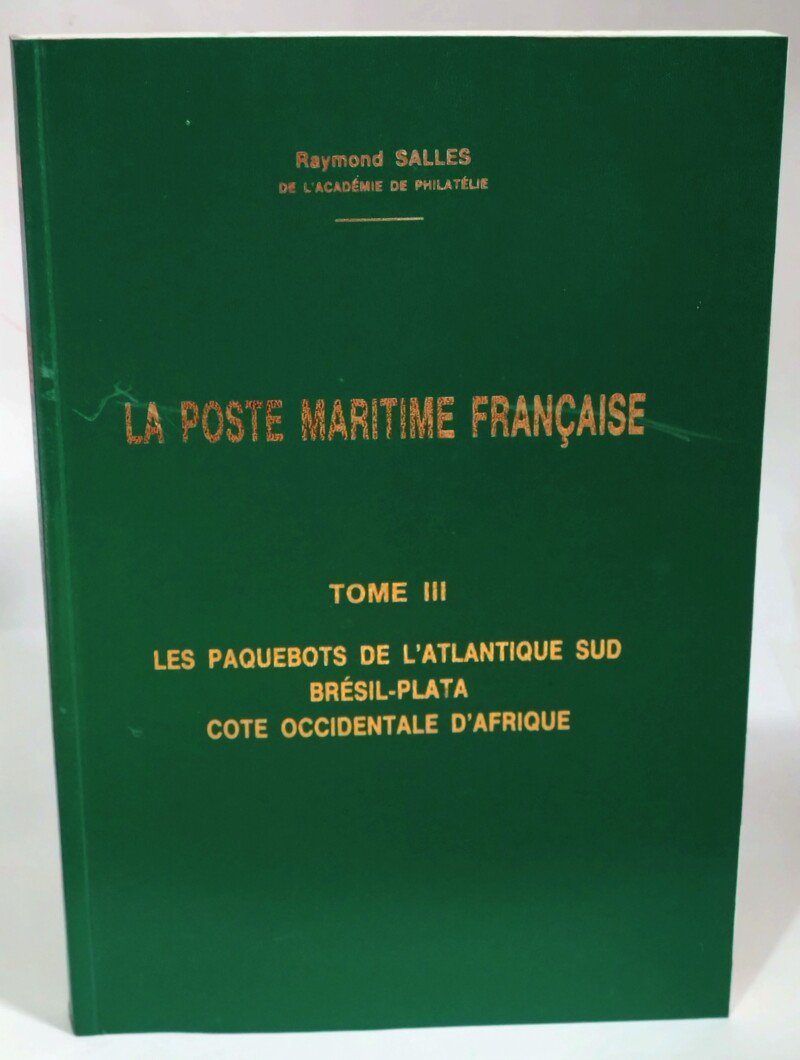 Raymond SALLES
DE L'ACADÉMIE DE PHILATÉLIE
LA POSTE MARITIME FRANÇAISE
TOME III
LES PAQUEBOTS DE L'ATLANTIQUE SUD
BRÉSIL-PLATA
COTE OCCIDENTALE D'AFRIQUE